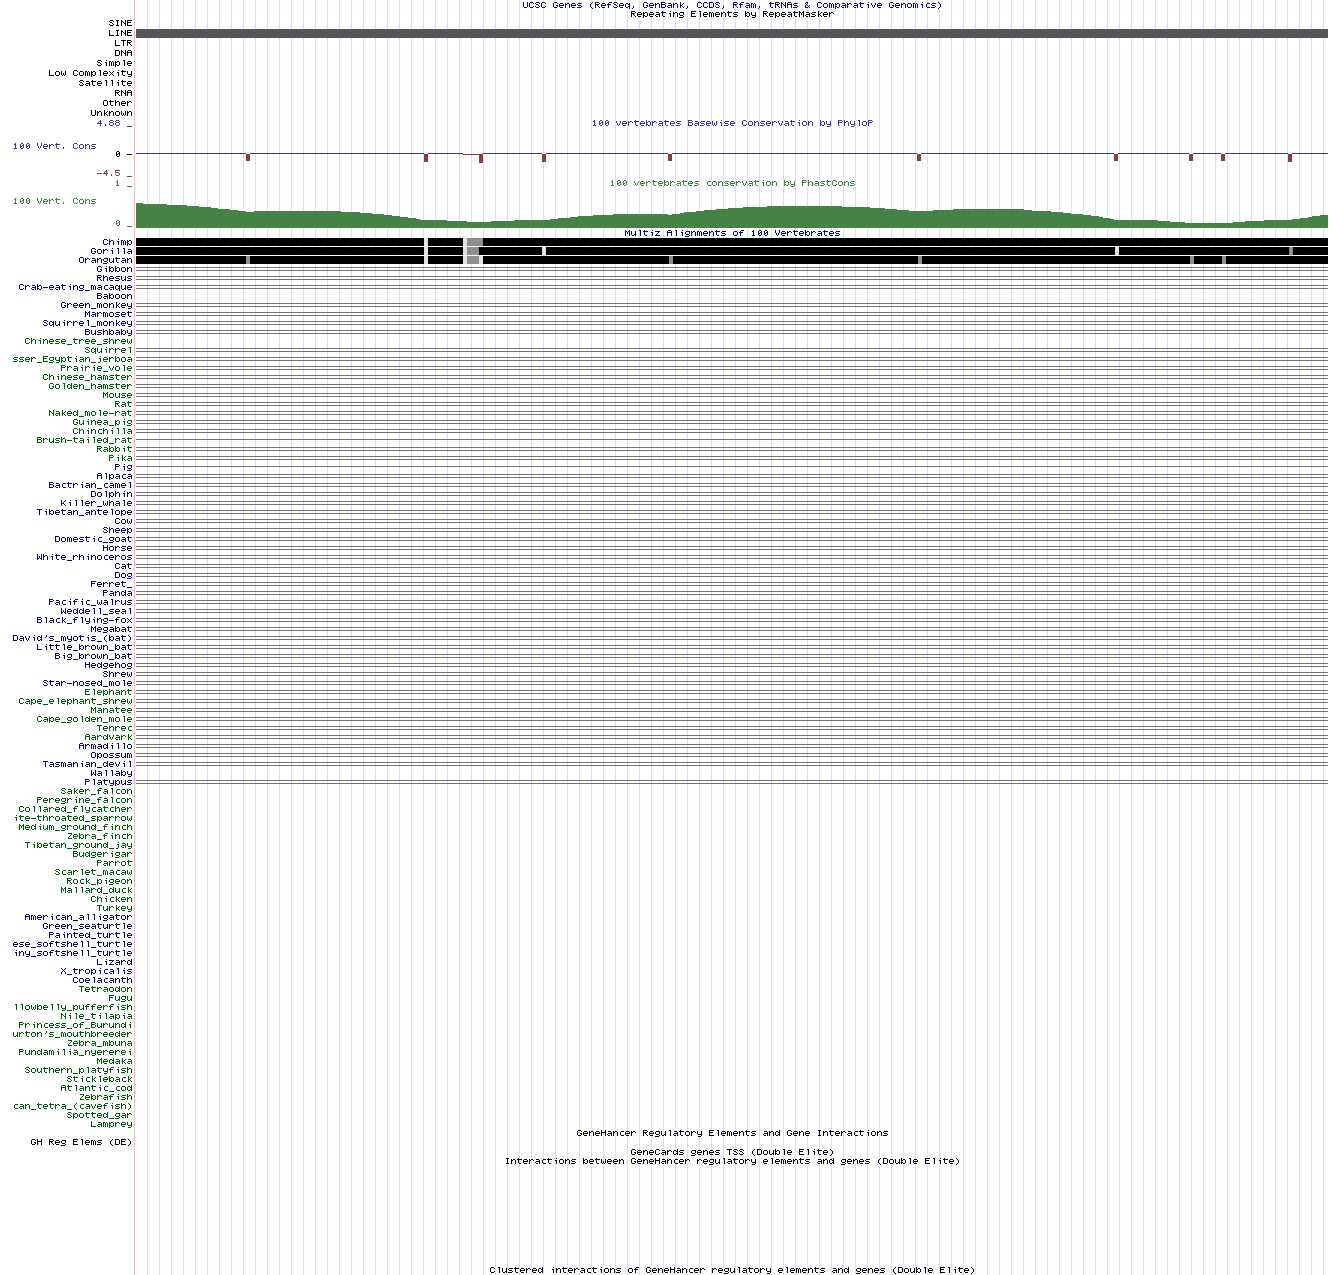 UCSC Genes (RefSeq, GenBank, CCDS, Rfam, tRNAs & Comparative Genomics)
Repeating Elements by RepeatMasker
SINE
LINE
LTR
DNA
Simple
Low Complexity
Satellite
RNA
Other
Unknown
4.88 _
100 vertebrates Basewise Conservation by PhyloP
100 Vert. Cons
0 –
-4.5 _
1 _
100 vertebrates conservation by PhastCons
100 Vert. Cons
0 _
Multiz Alignments of 100 Vertebrates
Chimp
Gorilla
Orangutan
Gibbon
Rhesus
Crab-eating_macaque
Baboon
Green_monkey
Marmoset
Squirrel_monkey
Bushbaby
Chinese_tree_shrew
Squirrel
sser_Egyptian_jerboa
Prairie_vole
Chinese_hamster
Golden_hamster
Mouse
Rat
Naked_mole-rat
Guinea_pig
Chinchilla
Brush-tailed_rat
Rabbit
Pika
Pig
Alpaca
Bactrian_camel
Dolphin
Killer_whale
Tibetan_antelope
Cow
Sheep
Domestic_goat
Horse
White_rhinoceros
Cat
Dog
Ferret_
Panda
Pacific_walrus
Weddell_seal
Black_flying-fox
Megabat
David's_myotis_(bat)
Little_brown_bat
Big_brown_bat
Hedgehog
Shrew
Star-nosed_mole
Elephant
Cape_elephant_shrew
Manatee
Cape_golden_mole
Tenrec
Aardvark
Armadillo
Opossum
Tasmanian_devil
Wallaby
Platypus
Saker_falcon
Peregrine_falcon
Collared_flycatcher
ite-throated_sparrow
Medium_ground_finch
Zebra_finch
Tibetan_ground_jay
Budgerigar
Parrot
Scarlet_macaw
Rock_pigeon
Mallard_duck
Chicken
Turkey
American_alligator
Green_seaturtle
Painted_turtle
ese_softshell_turtle
iny_softshell_turtle
Lizard
X_tropicalis
Coelacanth
Tetraodon
Fugu
llowbelly_pufferfish
Nile_tilapia
Princess_of_Burundi
urton's_mouthbreeder
Zebra_mbuna
Pundamilia_nyererei
Medaka
Southern_platyfish
Stickleback
Atlantic_cod
Zebrafish
can_tetra_(cavefish)
Spotted_gar
Lamprey
GeneHancer Regulatory Elements and Gene Interactions
GH Reg Elems (DE)
GeneCards genes TSS (Double Elite)
Interactions between GeneHancer regulatory elements and genes (Double Elite)
Clustered interactions of GeneHancer regulatory elements and genes (Double Elite)